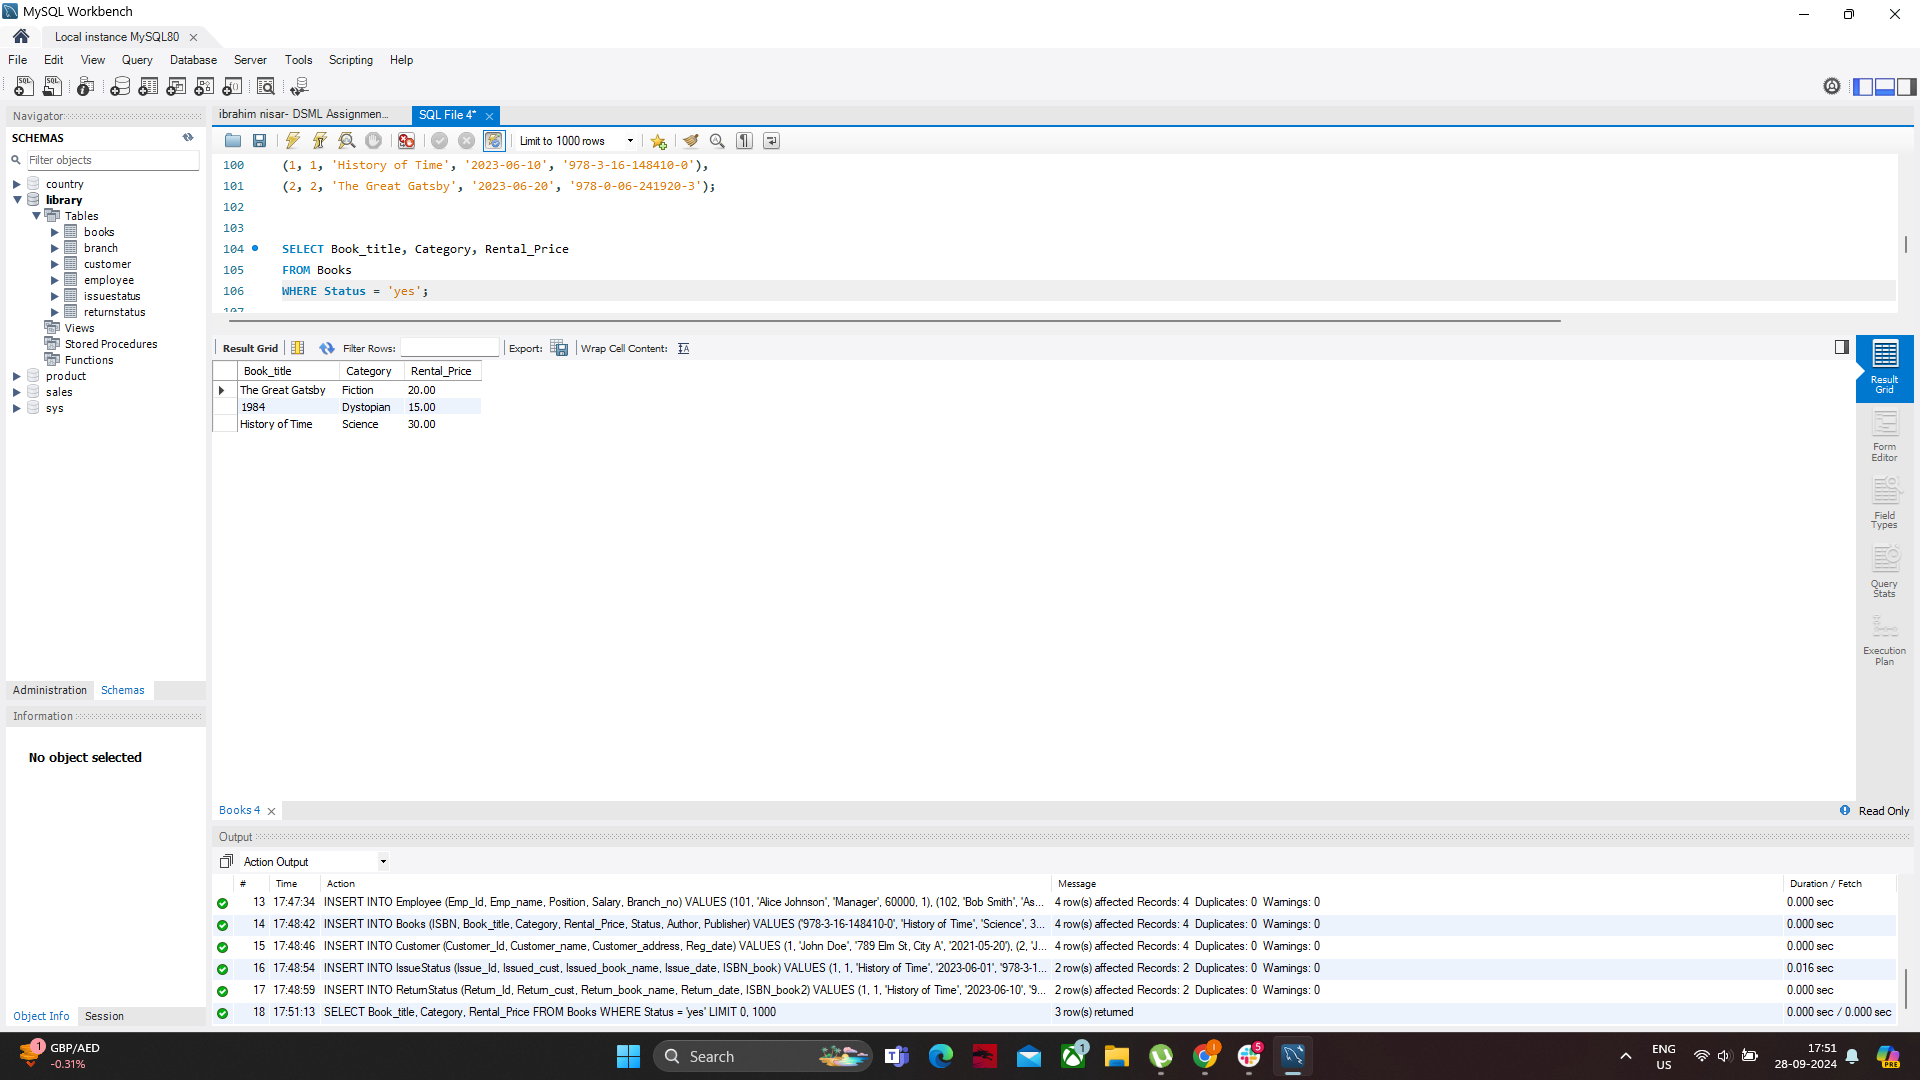 MySQL Workbench
Local instance MySQL80
File Edit View Query Database Server Tools Scripting Help
Navigator
SCHEMAS
Filter objects
country
library
Tables
books
branch
customer
employee
issuestatus
returnstatus
Views
Stored Procedures
Functions
product
sales
sys
Administration Schemas
Information
No object selected
Object Info Session
ibrahim nisar- DSML Assignmen...
SQL File 4*
Limit to 1000 rows
100 (1, 1, 'History of Time', '2023-06-10', '978-3-16-148410-0'),
101 (2, 2, 'The Great Gatsby', '2023-06-20', '978-0-06-241920-3');
102
103
104 SELECT Book_title, Category, Rental_Price
105 FROM Books
106 WHERE Status = 'yes';
107
Result Grid Filter Rows: Export: Wrap Cell Content:
Book_title Category Rental_Price
The Great Gatsby Fiction 20.00
1984 Dystopian 15.00
History of Time Science 30.00
Result Grid
Form Editor
Field Types
Query Stats
Execution Plan
Books 4
Read Only
Output
Action Output
# Time Action Message Duration / Fetch
13 17:47:34 INSERT INTO Employee (Emp_Id, Emp_name, Position, Salary, Branch_no) VALUES (101, 'Alice Johnson', 'Manager', 60000, 1), (102, 'Bob Smith', 'As... 4 row(s) affected Records: 4 Duplicates: 0 Warnings: 0 0.000 sec
14 17:48:42 INSERT INTO Books (ISBN, Book_title, Category, Rental_Price, Status, Author, Publisher) VALUES ('978-3-16-148410-0', 'History of Time', 'Science', 3... 4 row(s) affected Records: 4 Duplicates: 0 Warnings: 0 0.000 sec
15 17:48:46 INSERT INTO Customer (Customer_Id, Customer_name, Customer_address, Reg_date) VALUES (1, 'John Doe', '789 Elm St, City A', '2021-05-20'), (2, 'J... 4 row(s) affected Records: 4 Duplicates: 0 Warnings: 0 0.000 sec
16 17:48:54 INSERT INTO IssueStatus (Issue_Id, Issued_cust, Issued_book_name, Issue_date, ISBN_book) VALUES (1, 1, 'History of Time', '2023-06-01', '978-3-1... 2 row(s) affected Records: 2 Duplicates: 0 Warnings: 0 0.016 sec
17 17:48:59 INSERT INTO ReturnStatus (Return_Id, Return_cust, Return_book_name, Return_date, ISBN_book2) VALUES (1, 1, 'History of Time', '2023-06-10', '9... 2 row(s) affected Records: 2 Duplicates: 0 Warnings: 0 0.000 sec
18 17:51:13 SELECT Book_title, Category, Rental_Price FROM Books WHERE Status = 'yes' LIMIT 0, 1000 3 row(s) returned 0.000 sec / 0.000 sec
1 GBP/AED
-0.31%
Search
1
5
ENG
US
17:51
28-09-2024
PRE